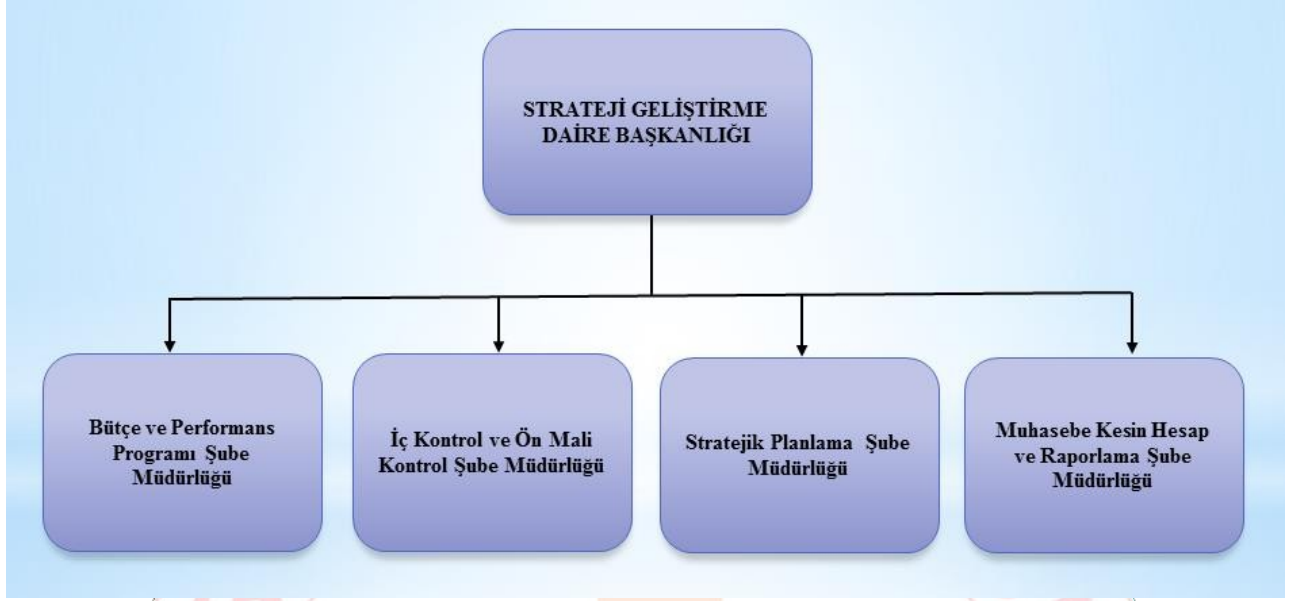 STRATEJİ GELİŞTİRME
DAİRE BAŞKANLIĞI
Bütçe ve Performans
Programı Şube
Müdürlüğü
İç Kontrol ve Ön Mali
Kontrol Şube Müdürlüğü
Stratejik Planlama Şube
Müdürlüğü
Muhasebe Kesin Hesap
ve Raporlama Şube
Müdürlüğü